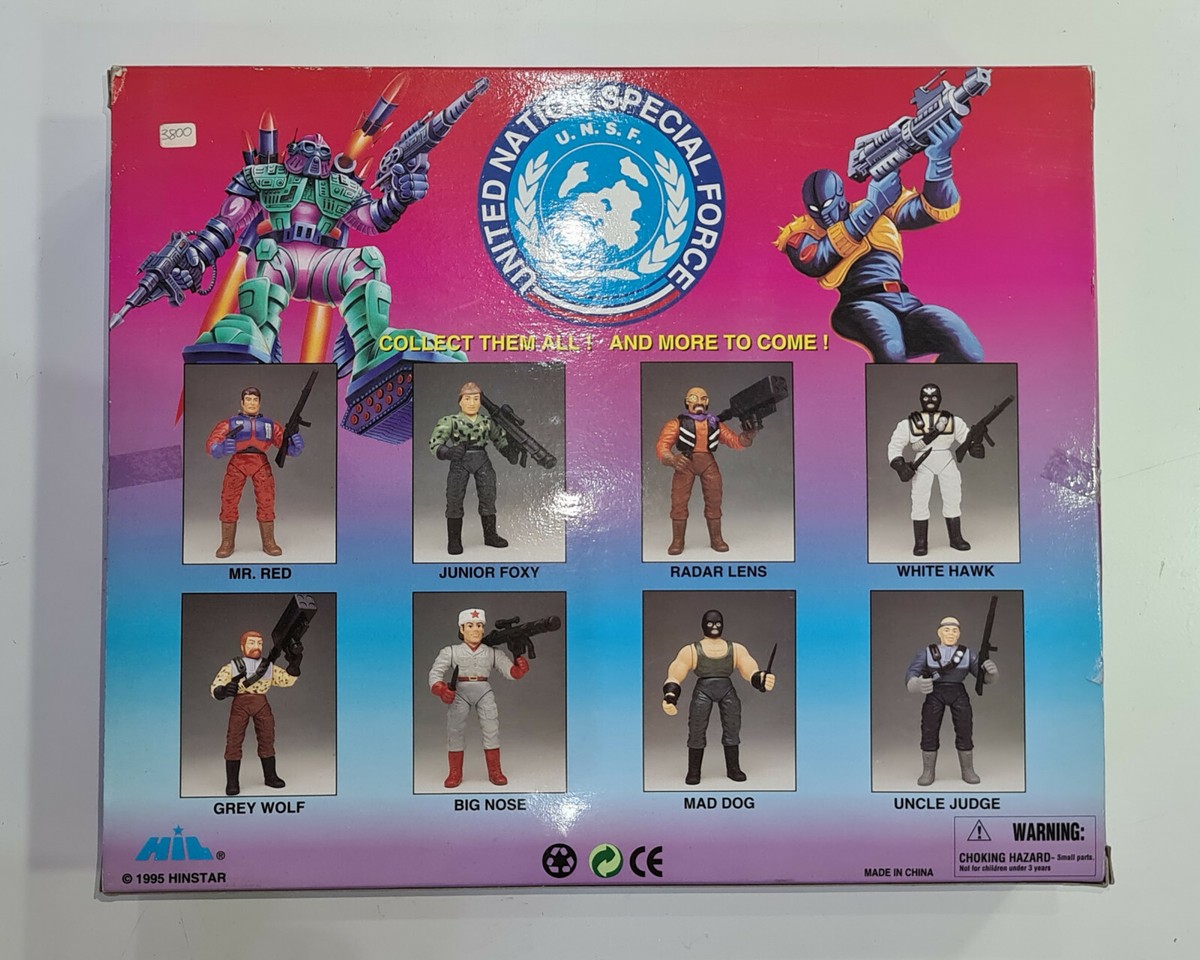 3800
UNITED NATION SPECIAL FORCE
U.N.S.F.
COLLECT THEM ALL! AND MORE TO COME!
MR. RED
JUNIOR FOXY
RADAR LENS
WHITE HAWK
GREY WOLF
BIG NOSE
MAD DOG
UNCLE JUDGE
HIL®
© 1995 HINSTAR
CE
MADE IN CHINA
WARNING:
CHOKING HAZARD- Small parts.
Not for children under 3 years